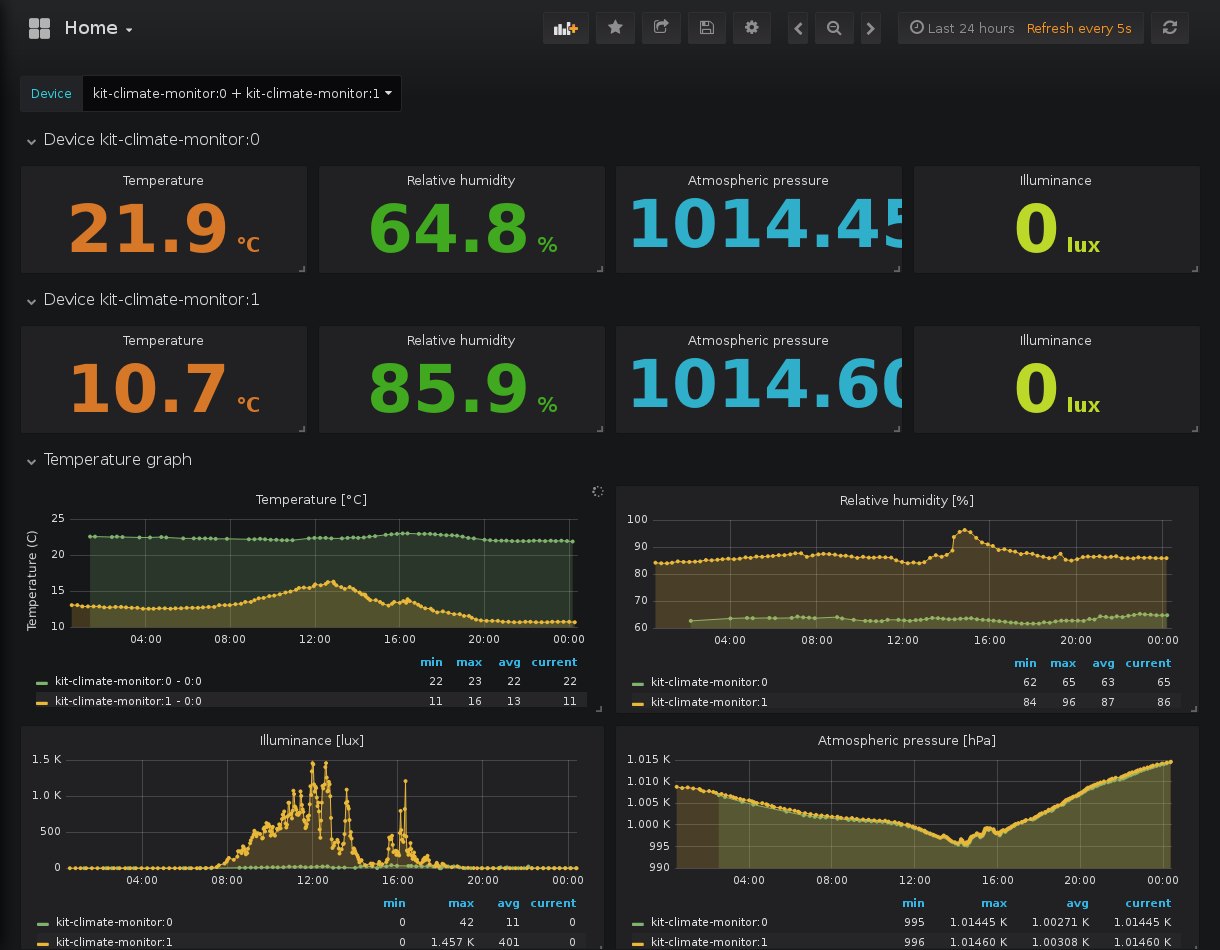 Home
Last 24 hours Refresh every 5s
Device kit-climate-monitor:0 + kit-climate-monitor:1
Device kit-climate-monitor:0
Temperature Relative humidity Atmospheric pressure Illuminance
21.9 °C 64.8 % 1014.45 0 lux
Device kit-climate-monitor:1
Temperature Relative humidity Atmospheric pressure Illuminance
10.7 °C 85.9 % 1014.60 0 lux
Temperature graph
Temperature [°C]
Temperature (C)
25
20
15
10
04:00 08:00 12:00 16:00 20:00 00:00
min max avg current
kit-climate-monitor:0 - 0:0 22 23 22 22
kit-climate-monitor:1 - 0:0 11 16 13 11
Relative humidity [%]
100
90
80
70
60
04:00 08:00 12:00 16:00 20:00 00:00
min max avg current
kit-climate-monitor:0 62 65 63 65
kit-climate-monitor:1 84 96 87 86
Illuminance [lux]
1.5 K
1.0 K
500
0
04:00 08:00 12:00 16:00 20:00 00:00
min max avg current
kit-climate-monitor:0 0 42 11 0
kit-climate-monitor:1 0 1.457 K 401 0
Atmospheric pressure [hPa]
1.015 K
1.010 K
1.005 K
1.000 K
995
990
04:00 08:00 12:00 16:00 20:00 00:00
min max avg current
kit-climate-monitor:0 995 1.01445 K 1.00271 K 1.01445 K
kit-climate-monitor:1 996 1.01460 K 1.00308 K 1.01460 K